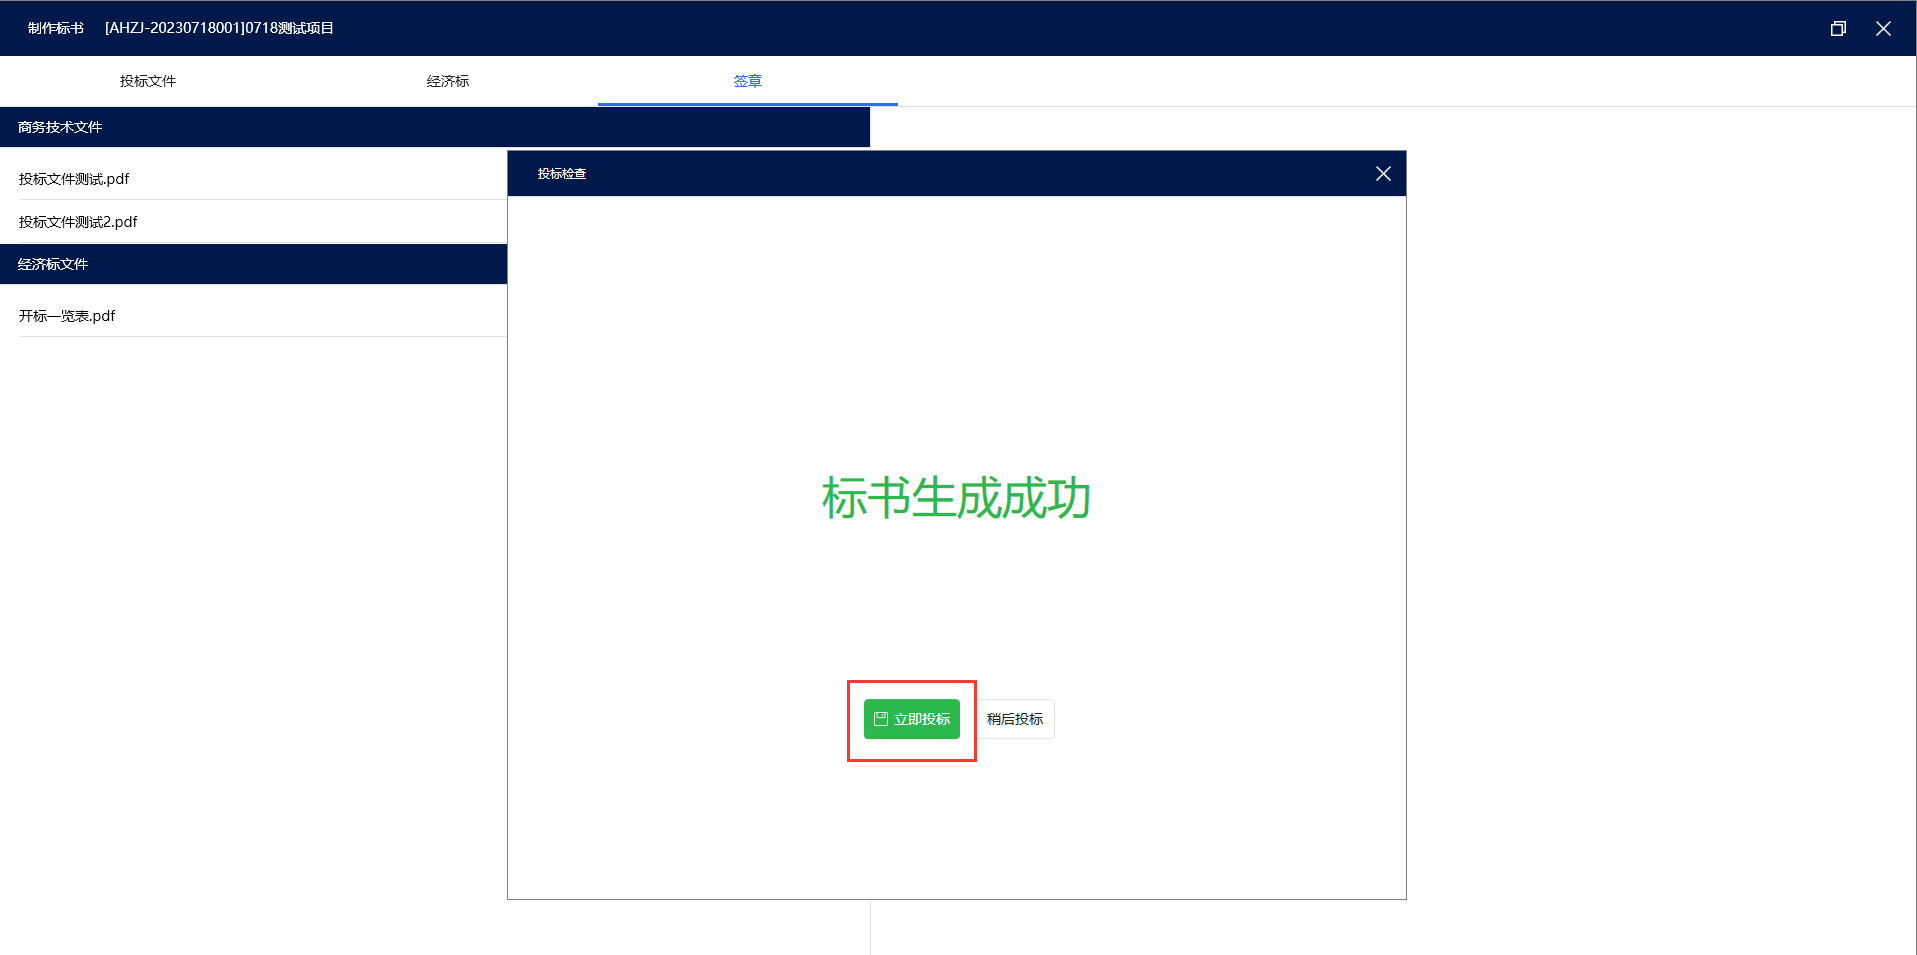 制作标书 [AHZJ-20230718001]0718测试项目
投标文件 经济标 签章
商务技术文件
投标文件测试.pdf
投标文件测试2.pdf
经济标文件
开标一览表.pdf
投标检查
标书生成成功
立即投标 稍后投标